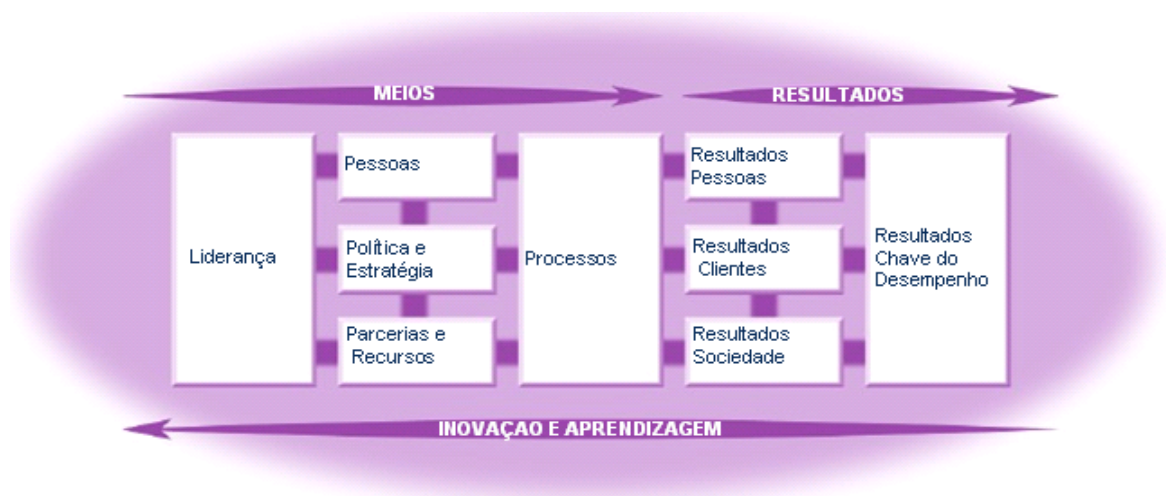 MEIOS
RESULTADOS
Liderança
Pessoas
Política e
Estratégia
Parcerias e
Recursos
Processos
Resultados
Pessoas
Resultados
Clientes
Resultados
Sociedade
Resultados
Chave do
Desempenho
INOVAÇAO E APRENDIZAGEM